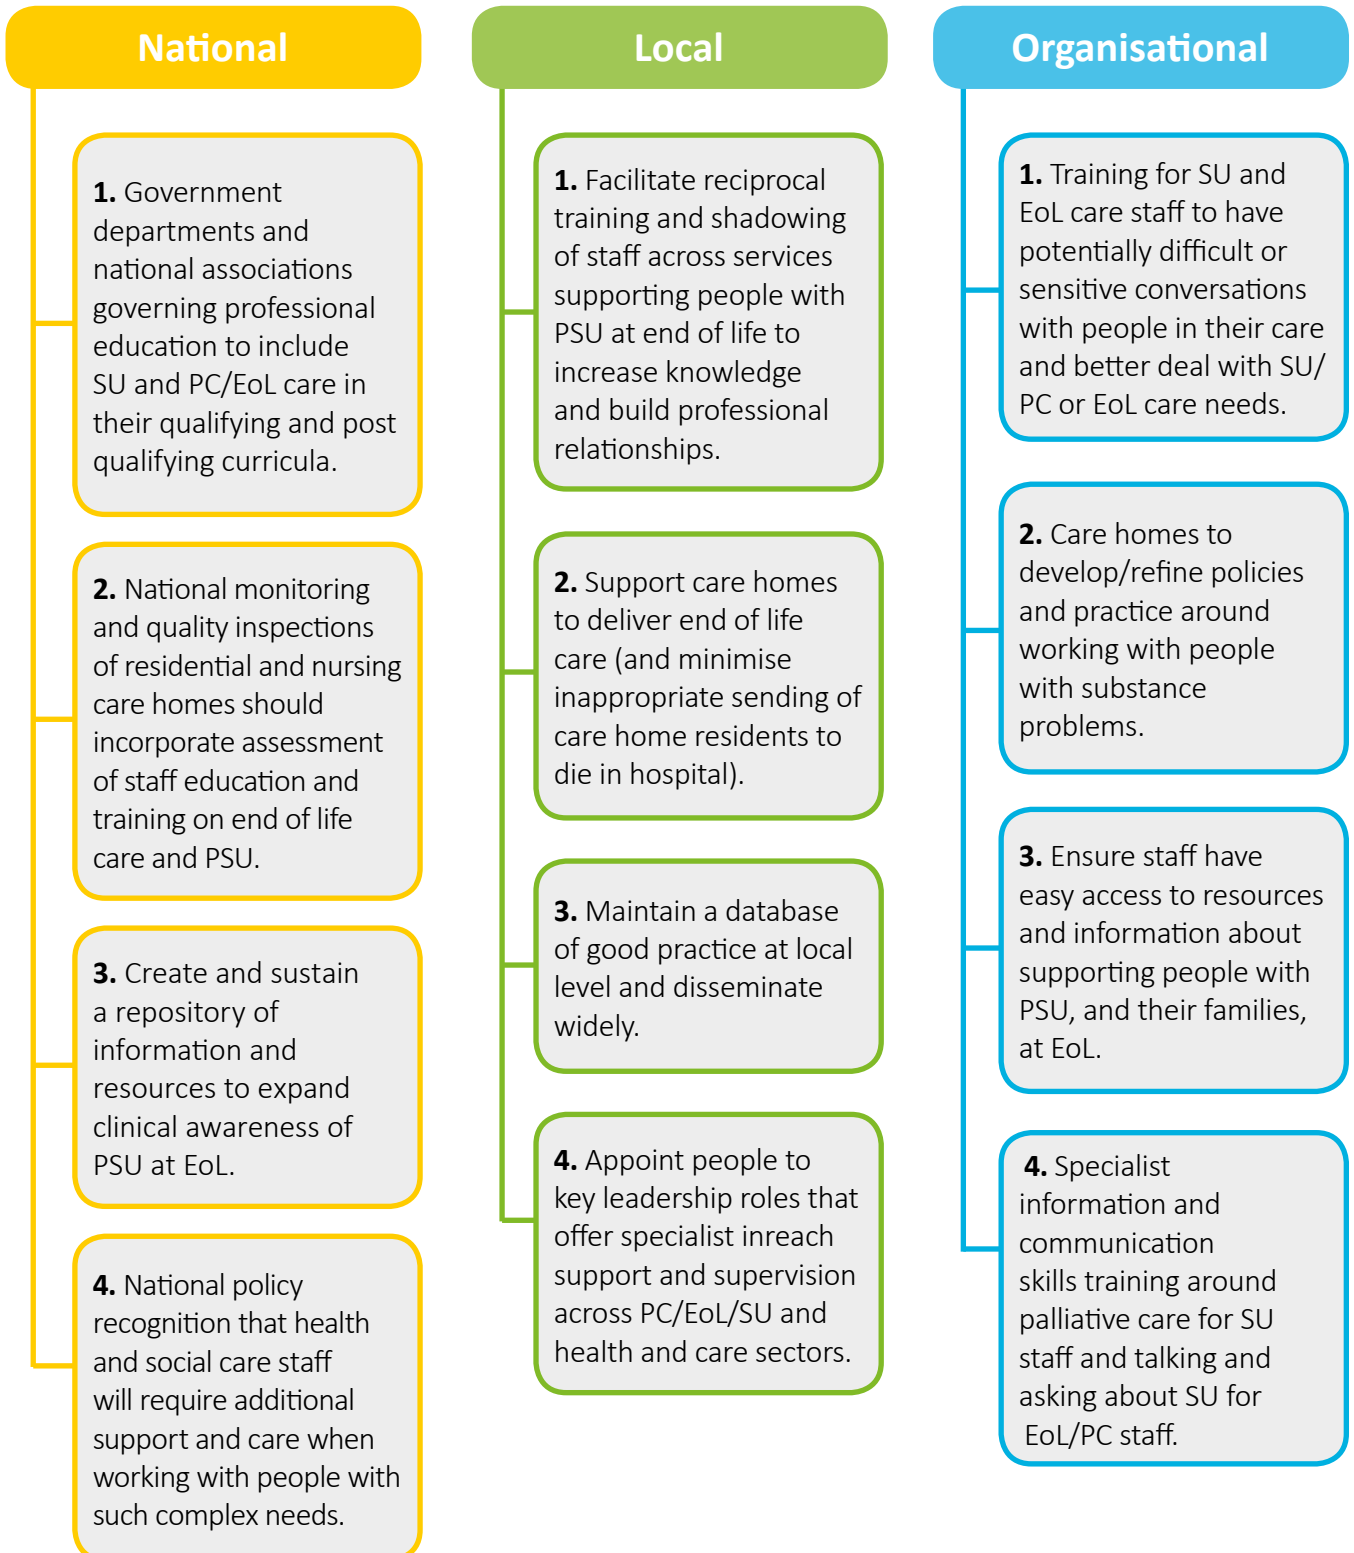 National
1. Government
departments and
national associations
governing professional
education to include
SU and PC/EoL care in
their qualifying and post
qualifying curricula.
2. National monitoring
and quality inspections
of residential and nursing
care homes should
incorporate assessment
of staff education and
training on end of life
care and PSU.
3. Create and sustain
a repository of
information and
resources to expand
clinical awareness of
PSU at EoL.
4. National policy
recognition that health
and social care staff
will require additional
support and care when
working with people with
such complex needs.
Local
1. Facilitate reciprocal
training and shadowing
of staff across services
supporting people with
PSU at end of life to
increase knowledge
and build professional
relationships.
2. Support care homes
to deliver end of life
care (and minimise
inappropriate sending of
care home residents to
die in hospital).
3. Maintain a database
of good practice at local
level and disseminate
widely.
4. Appoint people to
key leadership roles that
offer specialist inreach
support and supervision
across PC/EoL/SU and
health and care sectors.
Organisational
1. Training for SU and
EoL care staff to have
potentially difficult or
sensitive conversations
with people in their care
and better deal with SU/
PC or EoL care needs.
2. Care homes to
develop/refine policies
and practice around
working with people
with substance
problems.
3. Ensure staff have
easy access to resources
and information about
supporting people with
PSU, and their families,
at EoL.
4. Specialist
information and
communication
skills training around
palliative care for SU
staff and talking and
asking about SU for
EoL/PC staff.